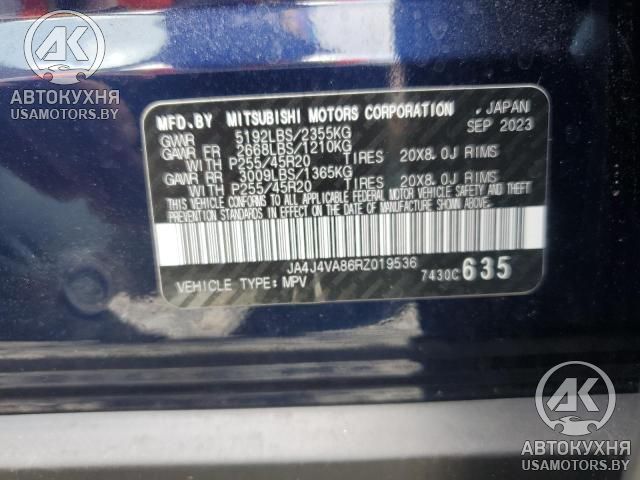 АВТОКУХНЯ
USAMOTORS.BY
MFD.BY MITSUBISHI MOTORS CORPORATION . JAPAN
GVWR 5192LBS/2355KG SEP 2023
GAWR FR 2668LBS/1210KG
WITH P255/45R20 TIRES 20X8.0J RIMS
GAWR RR 3009LBS/1365KG
WITH P255/45R20 TIRES 20X8.0J RIMS
THIS VEHICLE CONFORMS TO ALL APPLICABLE FEDERAL MOTOR VEHICLE SAFETY AND THEFT
PREVENTION STANDARDS IN EFFECT ON THE DATE OF MANUFACTURE SHOWN ABOVE.
JA4J4VA86RZ019536
VEHICLE TYPE: MPV 7430C 635
AK
АВТОКУХНЯ
USAMOTORS.BY